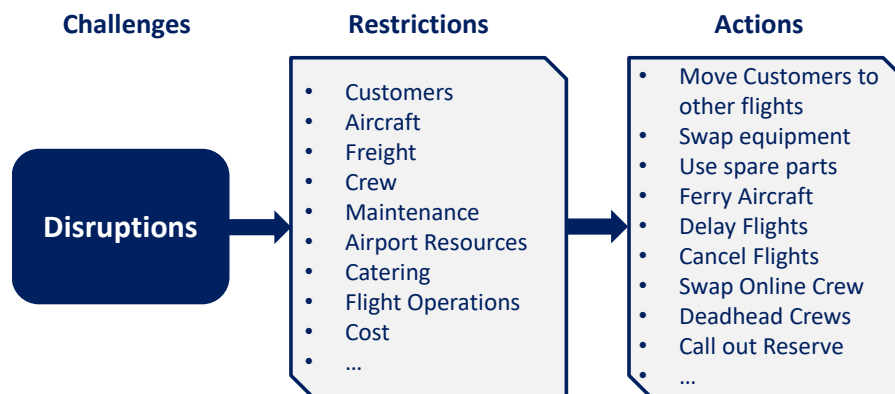 Challenges
Restrictions
Actions
Disruptions
• Customers
• Aircraft
• Freight
• Crew
• Maintenance
• Airport Resources
• Catering
• Flight Operations
• Cost
• ...
• Move Customers to
other flights
• Swap equipment
• Use spare parts
• Ferry Aircraft
• Delay Flights
• Cancel Flights
• Swap Online Crew
• Deadhead Crews
• Call out Reserve
• ...